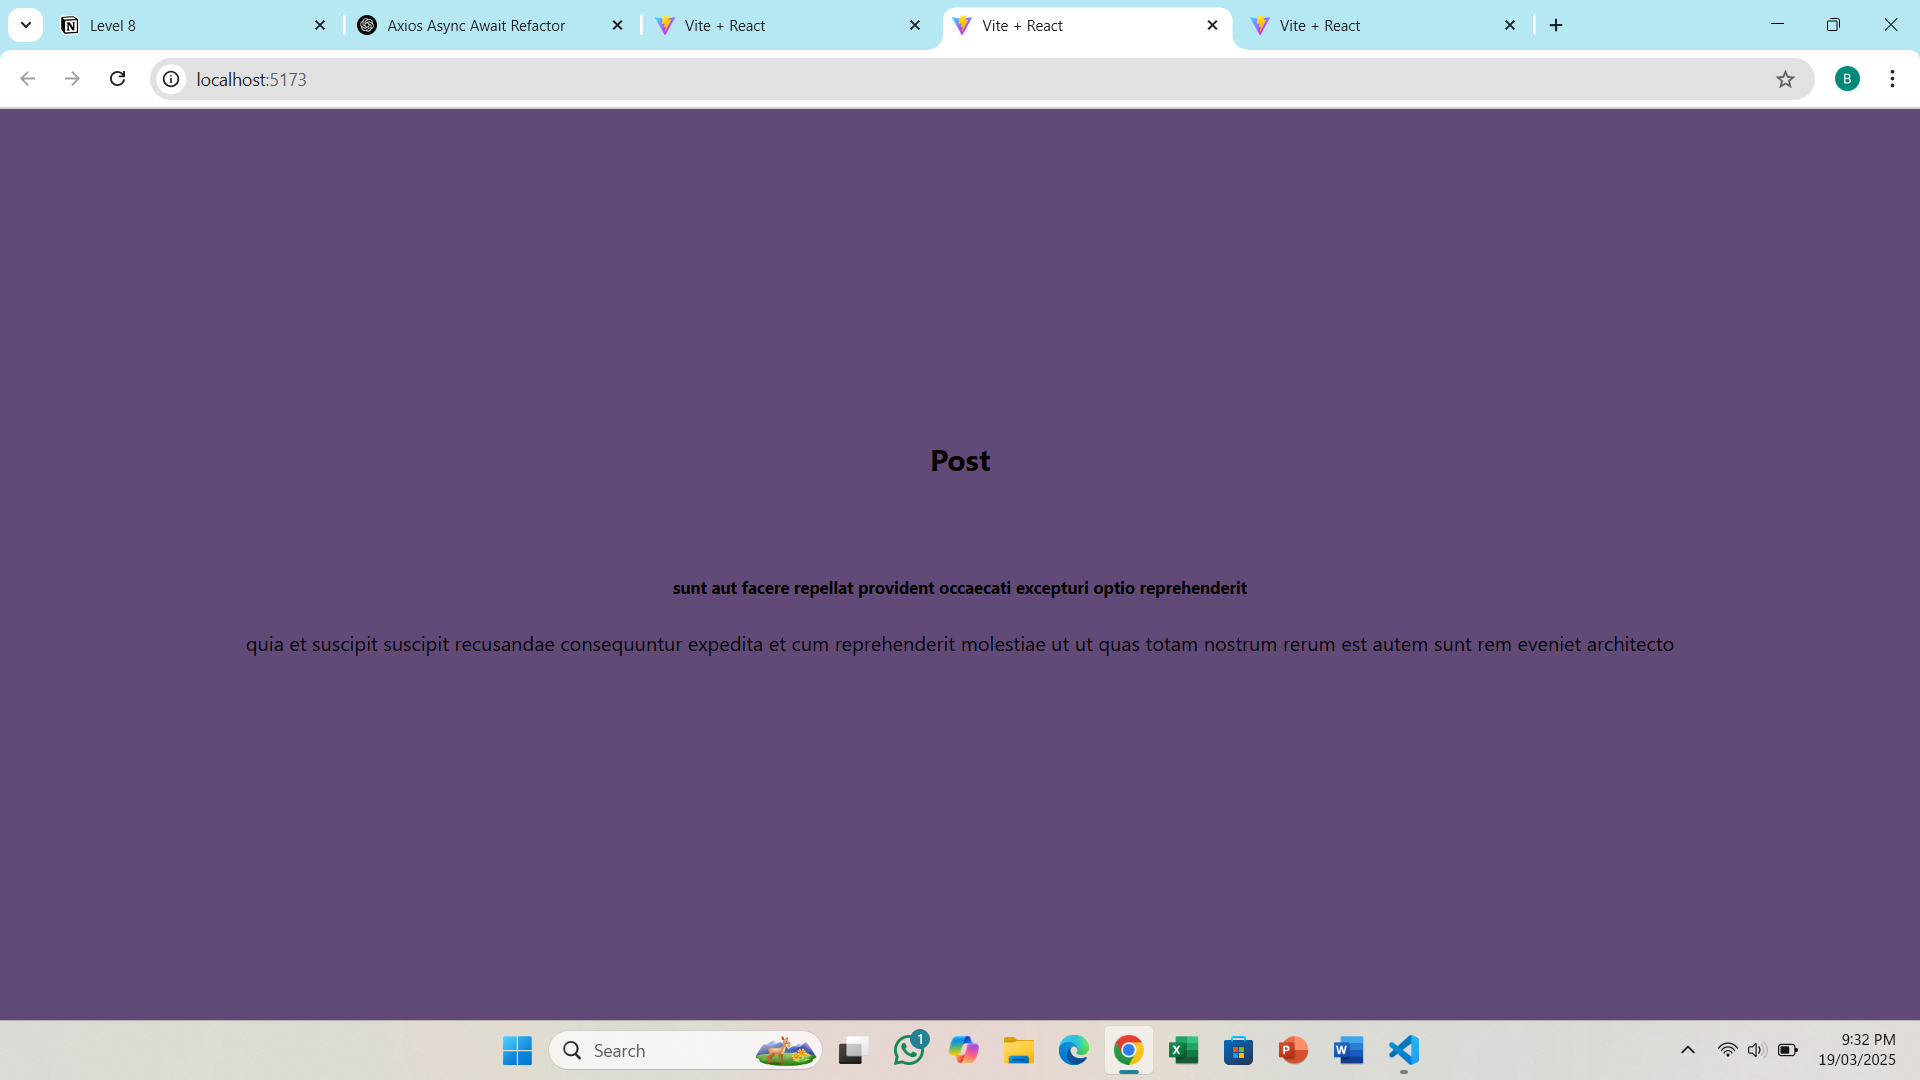 Level 8
Axios Async Await Refactor
Vite + React
Vite + React
Vite + React
localhost:5173
B
Post
sunt aut facere repellat provident occaecati excepturi optio reprehenderit
quia et suscipit suscipit recusandae consequuntur expedita et cum reprehenderit molestiae ut ut quas totam nostrum rerum est autem sunt rem eveniet architecto
Search
1
9:32 PM
19/03/2025